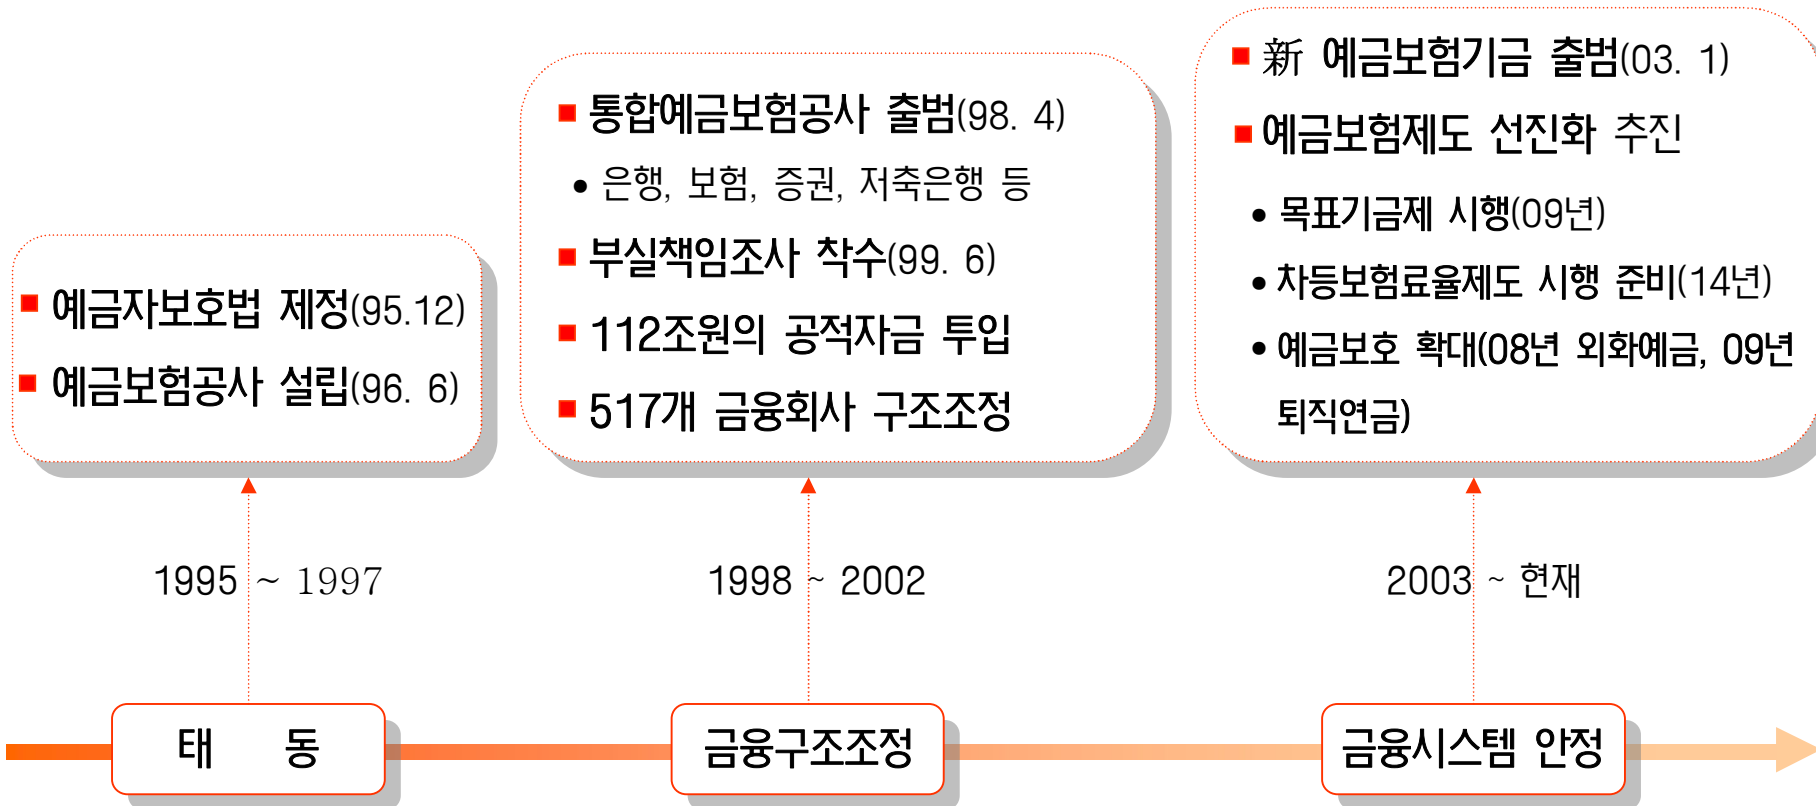 ■ 예금자보호법 제정(95.12)
■ 예금보험공사 설립(96. 6)
1995 ~ 1997
태 동
■ 통합예금보험공사 출범(98. 4)
• 은행, 보험, 증권, 저축은행 등
■ 부실책임조사 착수(99. 6)
■ 112조원의 공적자금 투입
■ 517개 금융회사 구조조정
1998 ~ 2002
금융구조조정
■ 新 예금보험기금 출범(03. 1)
■ 예금보험제도 선진화 추진
• 목표기금제 시행(09년)
• 차등보험료율제도 시행 준비(14년)
• 예금보호 확대(08년 외화예금, 09년
퇴직연금)
2003 ~ 현재
금융시스템 안정